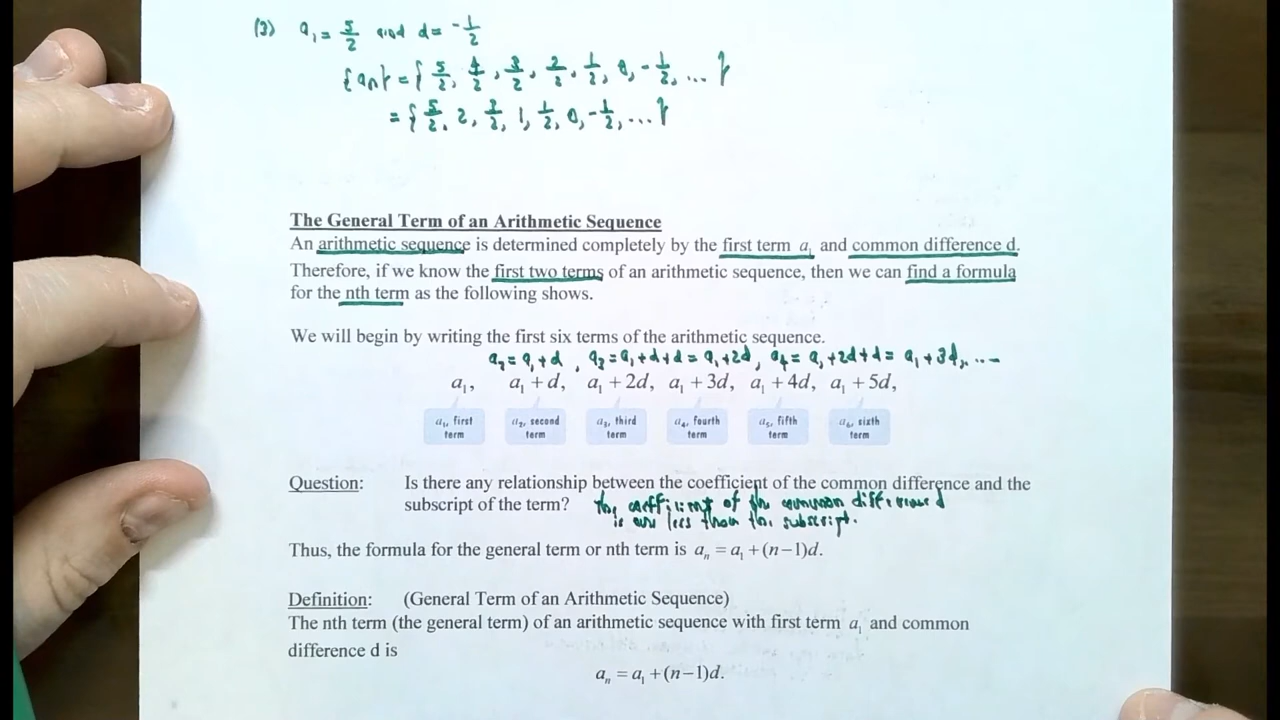 (3) a₁ = 5/2 and d = -1/2
{an} = { 5/2, 4/2, 3/2, 2/2, 1/2, 0, -1/2, ... }
= { 5/2, 2, 3/2, 1, 1/2, 0, -1/2, ... }
The General Term of an Arithmetic Sequence
An arithmetic sequence is determined completely by the first term a₁ and common difference d.
Therefore, if we know the first two terms of an arithmetic sequence, then we can find a formula
for the nth term as the following shows.
We will begin by writing the first six terms of the arithmetic sequence.
a₂ = a₁ + d , a₃ = a₁ + d + d = a₁ + 2d, a₄ = a₁ + 2d + d = a₁ + 3d, ...
a₁, a₁ + d, a₁ + 2d, a₁ + 3d, a₁ + 4d, a₁ + 5d,
a₁, first term a₂, second term a₃, third term a₄, fourth term a₅, fifth term a₆, sixth term
Question: Is there any relationship between the coefficient of the common difference and the
subscript of the term? The coefficient of the common difference d
is one less than the subscript.
Thus, the formula for the general term or nth term is aₙ = a₁ + (n−1)d.
Definition: (General Term of an Arithmetic Sequence)
The nth term (the general term) of an arithmetic sequence with first term a₁ and common
difference d is
aₙ = a₁ + (n−1)d.